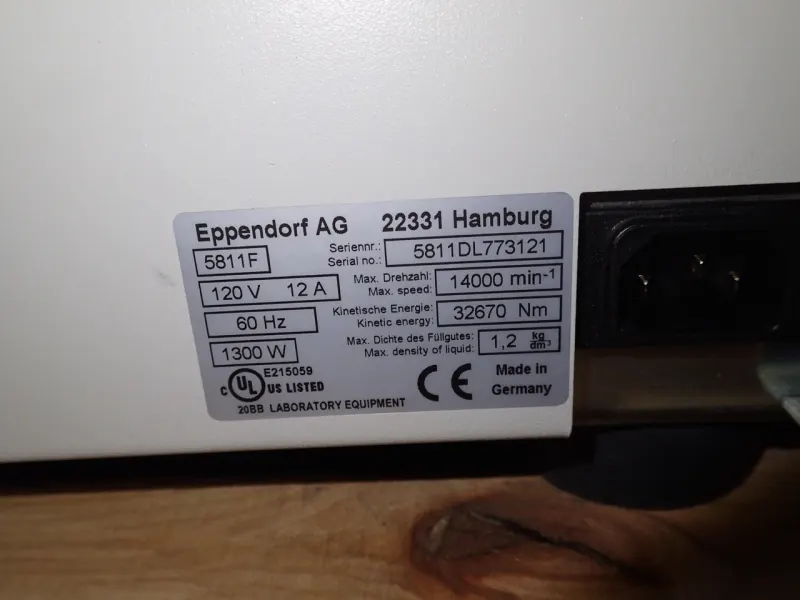 Eppendorf AG 22331 Hamburg
5811F
Seriennr.:
Serial no.:
5811DL773121
120 V 12 A
Max. Drehzahl:
Max. speed:
14000 min-1
60 Hz
Kinetische Energie:
Kinetic energy:
32670 Nm
1300 W
Max. Dichte des Füllgutes:
Max. density of liquid:
1,2 kg/dm³
E215059
C UL US LISTED
CE
Made in
Germany
20BB LABORATORY EQUIPMENT